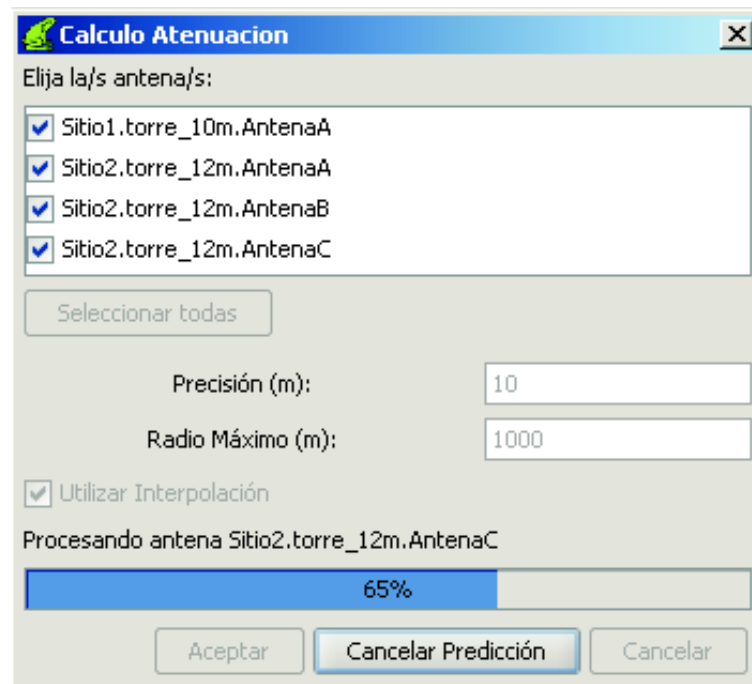 Calculo Atenuacion
Elija la/s antena/s:
Sitio1.torre_10m.AntenaA
Sitio2.torre_12m.AntenaA
Sitio2.torre_12m.AntenaB
Sitio2.torre_12m.AntenaC
Seleccionar todas
Precisión (m): 10
Radio Máximo (m): 1000
Utilizar Interpolación
Procesando antena Sitio2.torre_12m.AntenaC
65%
Aceptar Cancelar Predicción Cancelar